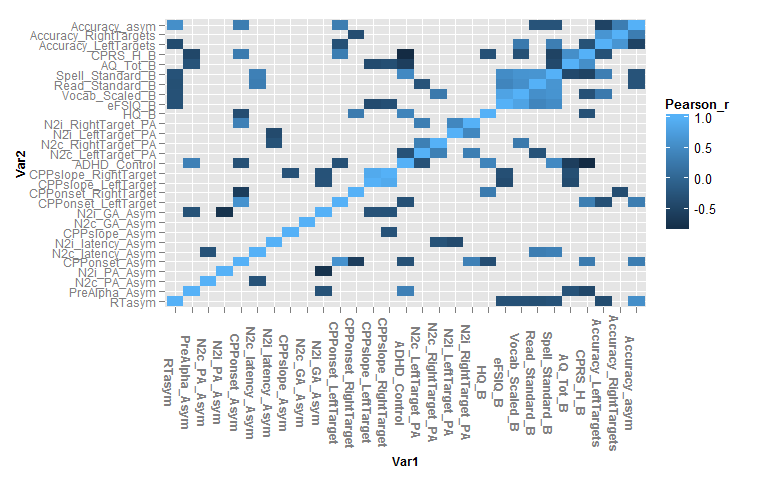 Accuracy_asym
Accuracy_RightTargets
Accuracy_LeftTargets
CPRS_H_B
AQ_Tot_B
Spell_Standard_B
Read_Standard_B
Vocab_Scaled_B
eFSIQ_B
HQ_B
N2i_RightTarget_PA
N2i_LeftTarget_PA
N2c_RightTarget_PA
N2c_LeftTarget_PA
ADHD_Control
CPPslope_RightTarget
CPPslope_LeftTarget
CPPonset_RightTarget
CPPonset_LeftTarget
N2i_GA_Asym
N2c_GA_Asym
CPPslope_Asym
N2i_latency_Asym
N2c_latency_Asym
CPPonset_Asym
N2i_PA_Asym
N2c_PA_Asym
PreAlpha_Asym
RTasym
Var2
RTasym
PreAlpha_Asym
N2c_PA_Asym
N2i_PA_Asym
CPPonset_Asym
N2c_latency_Asym
N2i_latency_Asym
CPPslope_Asym
N2c_GA_Asym
N2i_GA_Asym
CPPonset_LeftTarget
CPPonset_RightTarget
CPPslope_LeftTarget
CPPslope_RightTarget
ADHD_Control
N2c_LeftTarget_PA
N2c_RightTarget_PA
N2i_LeftTarget_PA
N2i_RightTarget_PA
HQ_B
eFSIQ_B
Vocab_Scaled_B
Read_Standard_B
Spell_Standard_B
AQ_Tot_B
CPRS_H_B
Accuracy_LeftTargets
Accuracy_RightTargets
Accuracy_asym
Var1
Pearson_r
1.0
0.5
0.0
-0.5